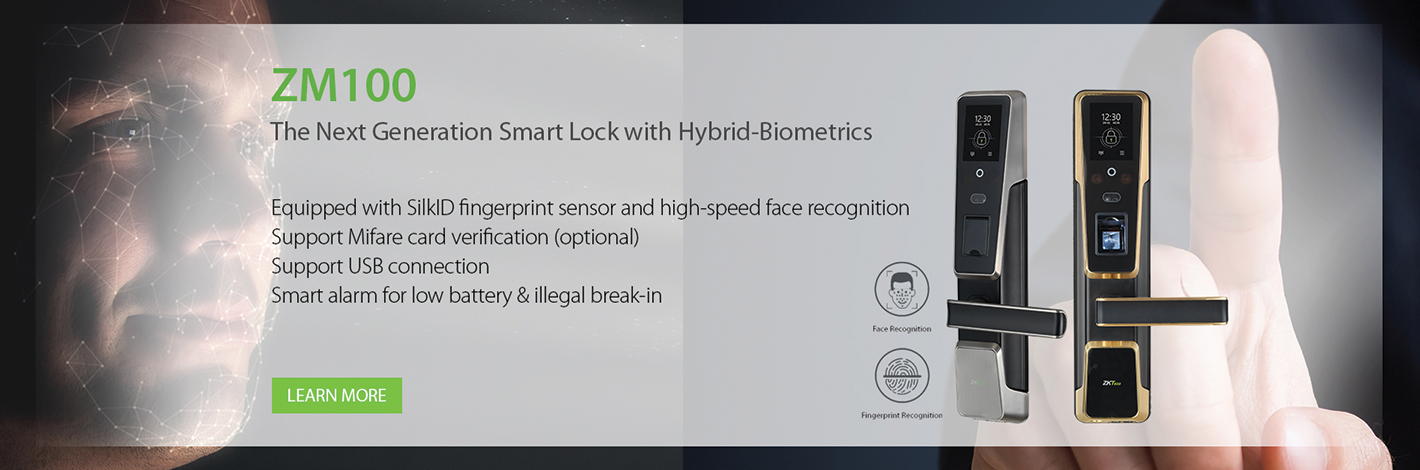 ZM100
The Next Generation Smart Lock with Hybrid-Biometrics
Equipped with SilkID fingerprint sensor and high-speed face recognition
Support Mifare card verification (optional)
Support USB connection
Smart alarm for low battery & illegal break-in
LEARN MORE
Face Recognition
Fingerprint Recognition
12:30
12:30
ZKTeco